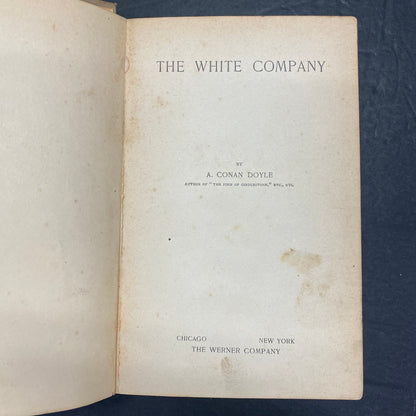 THE WHITE COMPANY
BY
A. CONAN DOYLE
AUTHOR OF "THE FIRM OF GIRDLESTONE," ETC., ETC.
CHICAGO NEW YORK
THE WERNER COMPANY